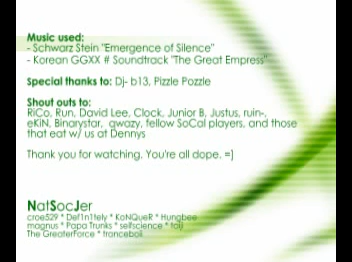 Music used:
- Schwarz Stein "Emergence of Silence"
- Korean GGXX # Soundtrack "The Great Empress"
Special thanks to: Dj- b13, Pizzle Pozzle
Shout outs to:
RiCo, Run, David Lee, Clock, Junior B, Justus, ruin-,
eKiN, Binarystar, qwazy, fellow SoCal players, and those
that eat w/ us at Dennys
Thank you for watching. You're all dope. =]
NatSocJer
croe529 * Def1n1tely * KoNQueR * Hungbee
magnus * Papa Trunks * selfscience *
The GreaterForce * tranceboii